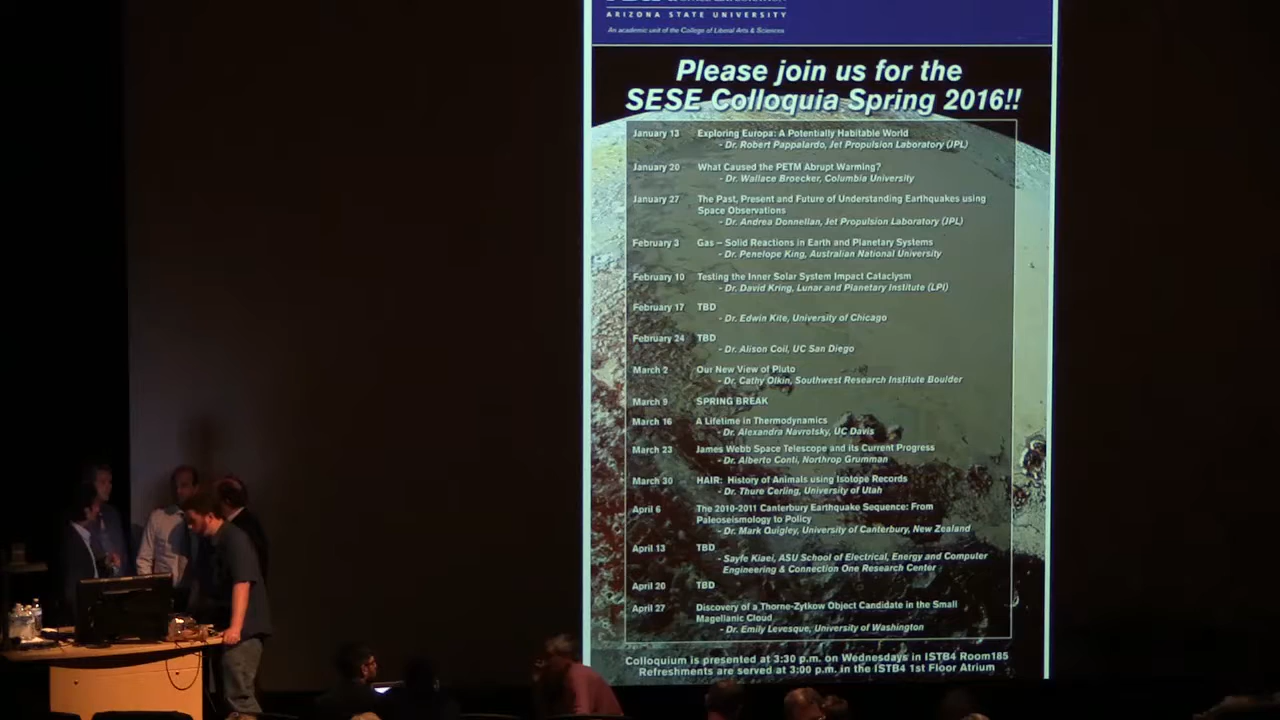 ARIZONA STATE UNIVERSITY
An academic unit of the College of Liberal Arts & Sciences
Please join us for the
SESE Colloquia Spring 2016!!
January 13 Exploring Europa: A Potentially Habitable World
- Dr. Robert Pappalardo, Jet Propulsion Laboratory (JPL)
January 20 What Caused the PETM Abrupt Warming?
- Dr. Wallace Broecker, Columbia University
January 27 The Past, Present and Future of Understanding Earthquakes using
Space Observations
- Dr. Andrea Donnellan, Jet Propulsion Laboratory (JPL)
February 3 Gas – Solid Reactions in Earth and Planetary Systems
- Dr. Penelope King, Australian National University
February 10 Testing the Inner Solar System Impact Cataclysm
- Dr. David Kring, Lunar and Planetary Institute (LPI)
February 17 TBD
- Dr. Edwin Kite, University of Chicago
February 24 TBD
- Dr. Alison Coil, UC San Diego
March 2 Our New View of Pluto
- Dr. Cathy Olkin, Southwest Research Institute Boulder
March 9 SPRING BREAK
March 16 A Lifetime in Thermodynamics
- Dr. Alexandra Navrotsky, UC Davis
March 23 James Webb Space Telescope and its Current Progress
- Dr. Alberto Conti, Northrop Grumman
March 30 HAIR: History of Animals using Isotope Records
- Dr. Thure Cerling, University of Utah
April 6 The 2010-2011 Canterbury Earthquake Sequence: From
Paleoseismology to Policy
- Dr. Mark Quigley, University of Canterbury, New Zealand
April 13 TBD
- Sayfe Kiaei, ASU School of Electrical, Energy and Computer
Engineering & Connection One Research Center
April 20 TBD
April 27 Discovery of a Thorne-Zytkow Object Candidate in the Small
Magellanic Cloud
- Dr. Emily Levesque, University of Washington
Colloquium is presented at 3:30 p.m. on Wednesdays in ISTB4 Room185
Refreshments are served at 3:00 p.m. in the ISTB4 1st Floor Atrium